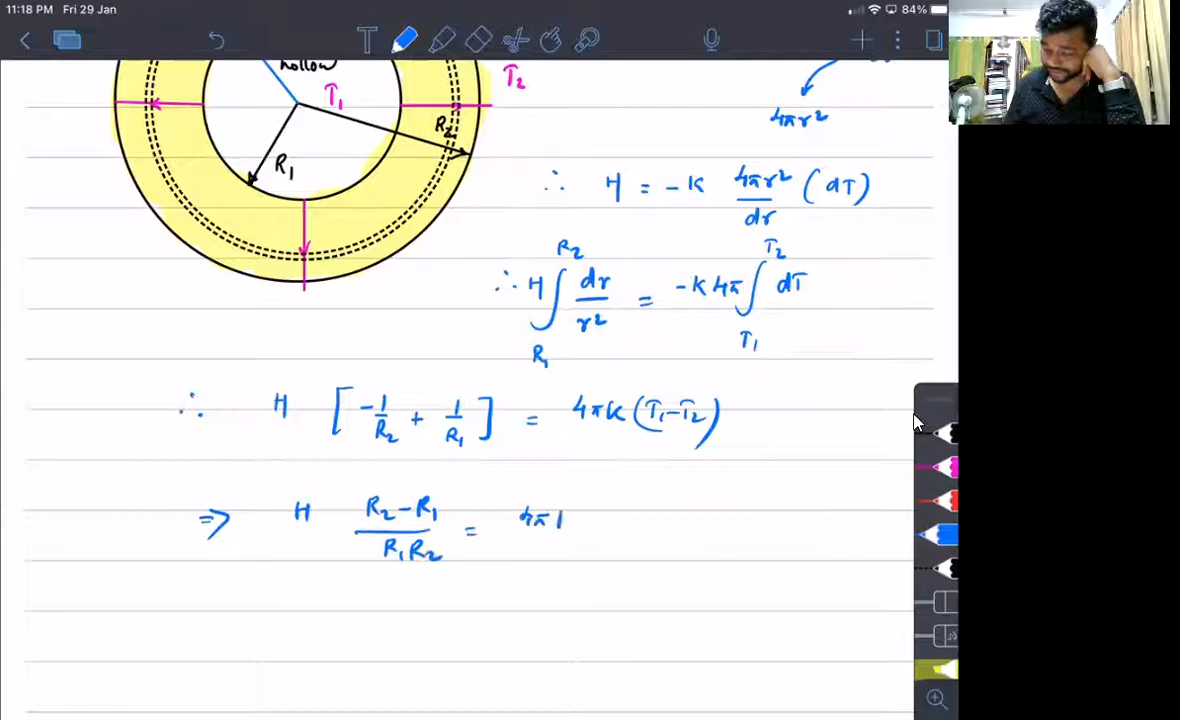 11:18 PM Fri 29 Jan
84%
hollow
T₁
T₂
R₂
R₁
4πr²
∴ H = -K 4πr²/dr (dT)
∴ H ∫_{R₁}^{R₂} dr/r² = -K 4π ∫_{T₁}^{T₂} dT
∴ H [ -1/R₂ + 1/R₁ ] = 4πK (T₁-T₂)
⇒ H (R₂-R₁)/(R₁R₂) = 4π